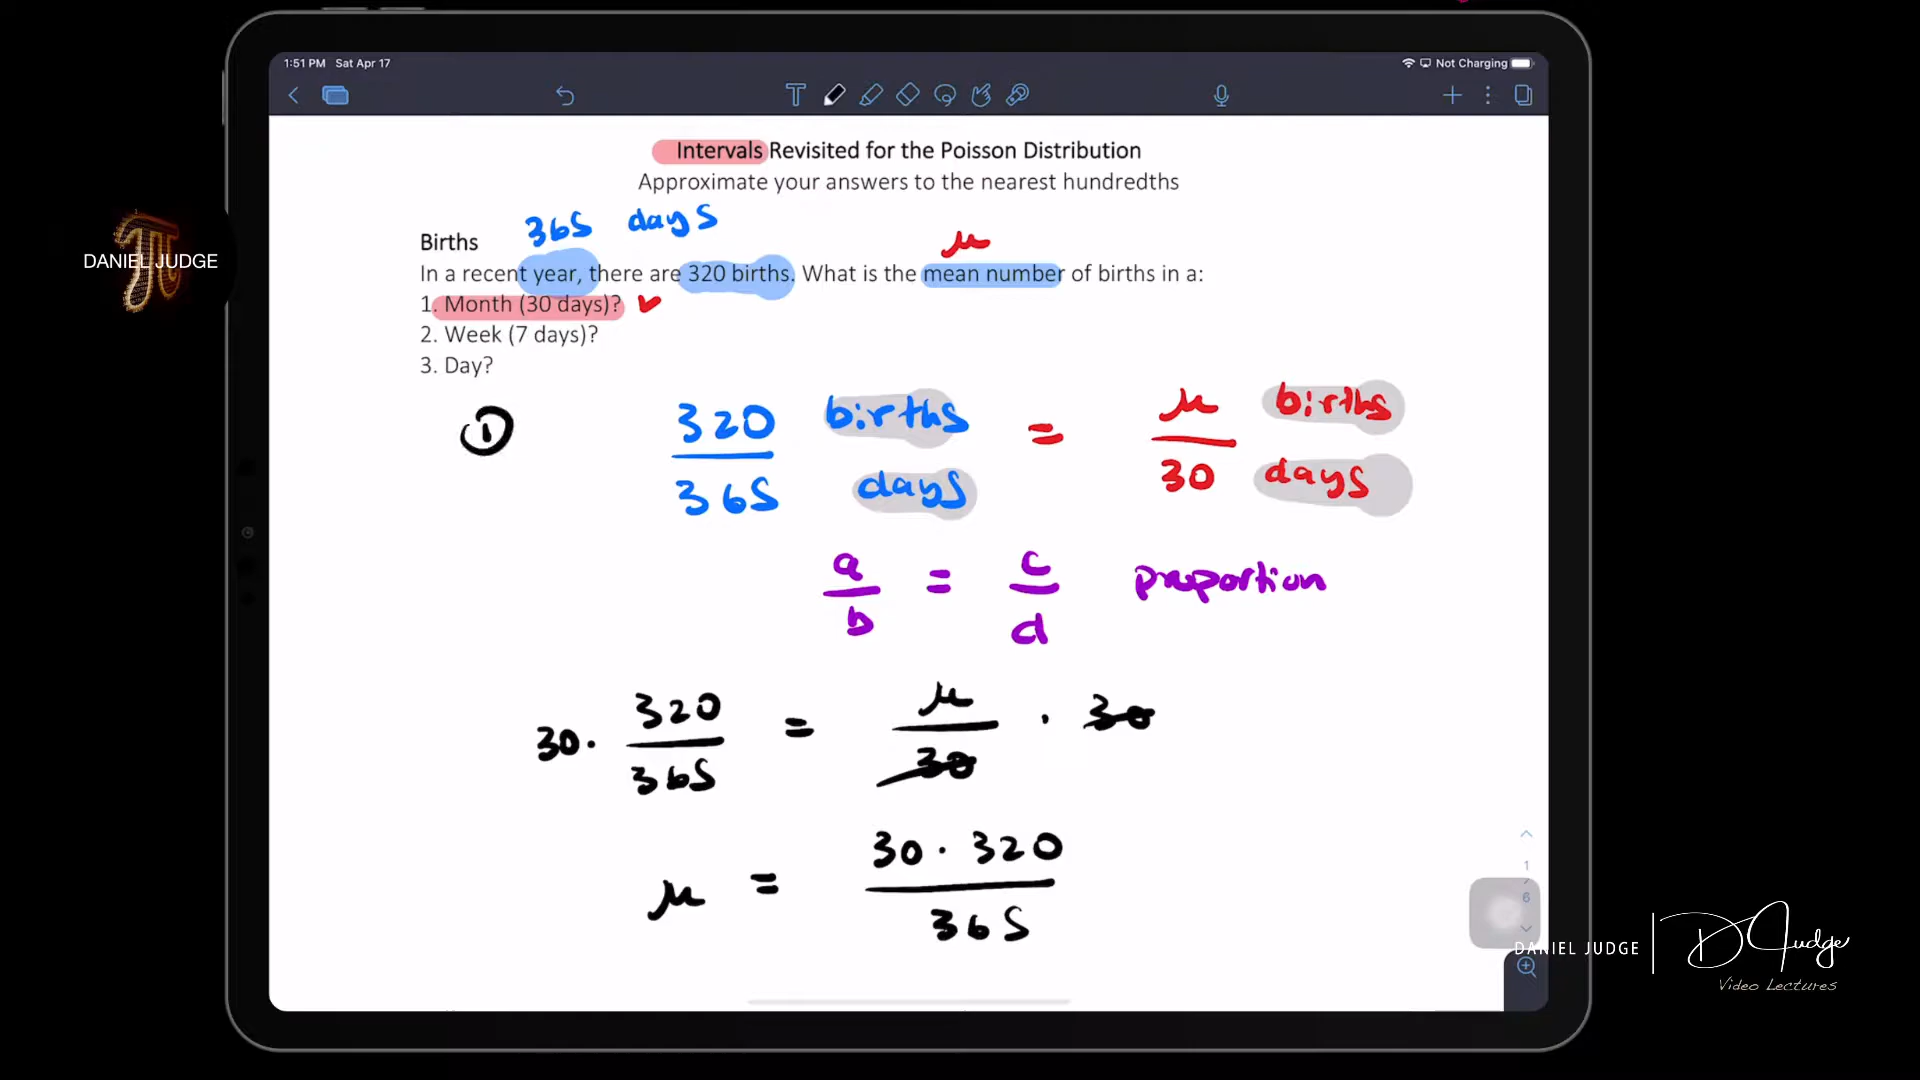 1:51 PM Sat Apr 17
Not Charging
T
Intervals Revisited for the Poisson Distribution
Approximate your answers to the nearest hundredths
365 days
Births
μ
In a recent year, there are 320 births. What is the mean number of births in a:
1. Month (30 days)? ✓
2. Week (7 days)?
3. Day?
① 320 births = μ births
365 days 30 days
a = c proportion
b d
30 · 320 = μ · 30
365 30
μ = 30 · 320
365
1
6
DANIEL JUDGE
DANIEL JUDGE | DJudge
Video Lectures